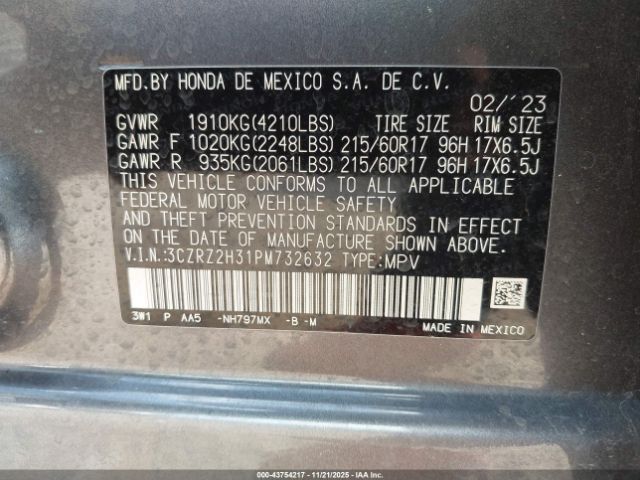 MFD.BY HONDA DE MEXICO S.A. DE C.V.
02/'23
GVWR 1910KG(4210LBS) TIRE SIZE RIM SIZE
GAWR F 1020KG(2248LBS) 215/60R17 96H 17X6.5J
GAWR R 935KG(2061LBS) 215/60R17 96H 17X6.5J
THIS VEHICLE CONFORMS TO ALL APPLICABLE
FEDERAL MOTOR VEHICLE SAFETY
AND THEFT PREVENTION STANDARDS IN EFFECT
ON THE DATE OF MANUFACTURE SHOWN ABOVE.
V.I.N.:3CZRZ2H31PM732632 TYPE:MPV
3W1 P AA5 -NH797MX -B -M
MADE IN MEXICO
000-43754217 - 11/21/2025 - IAAI.COM